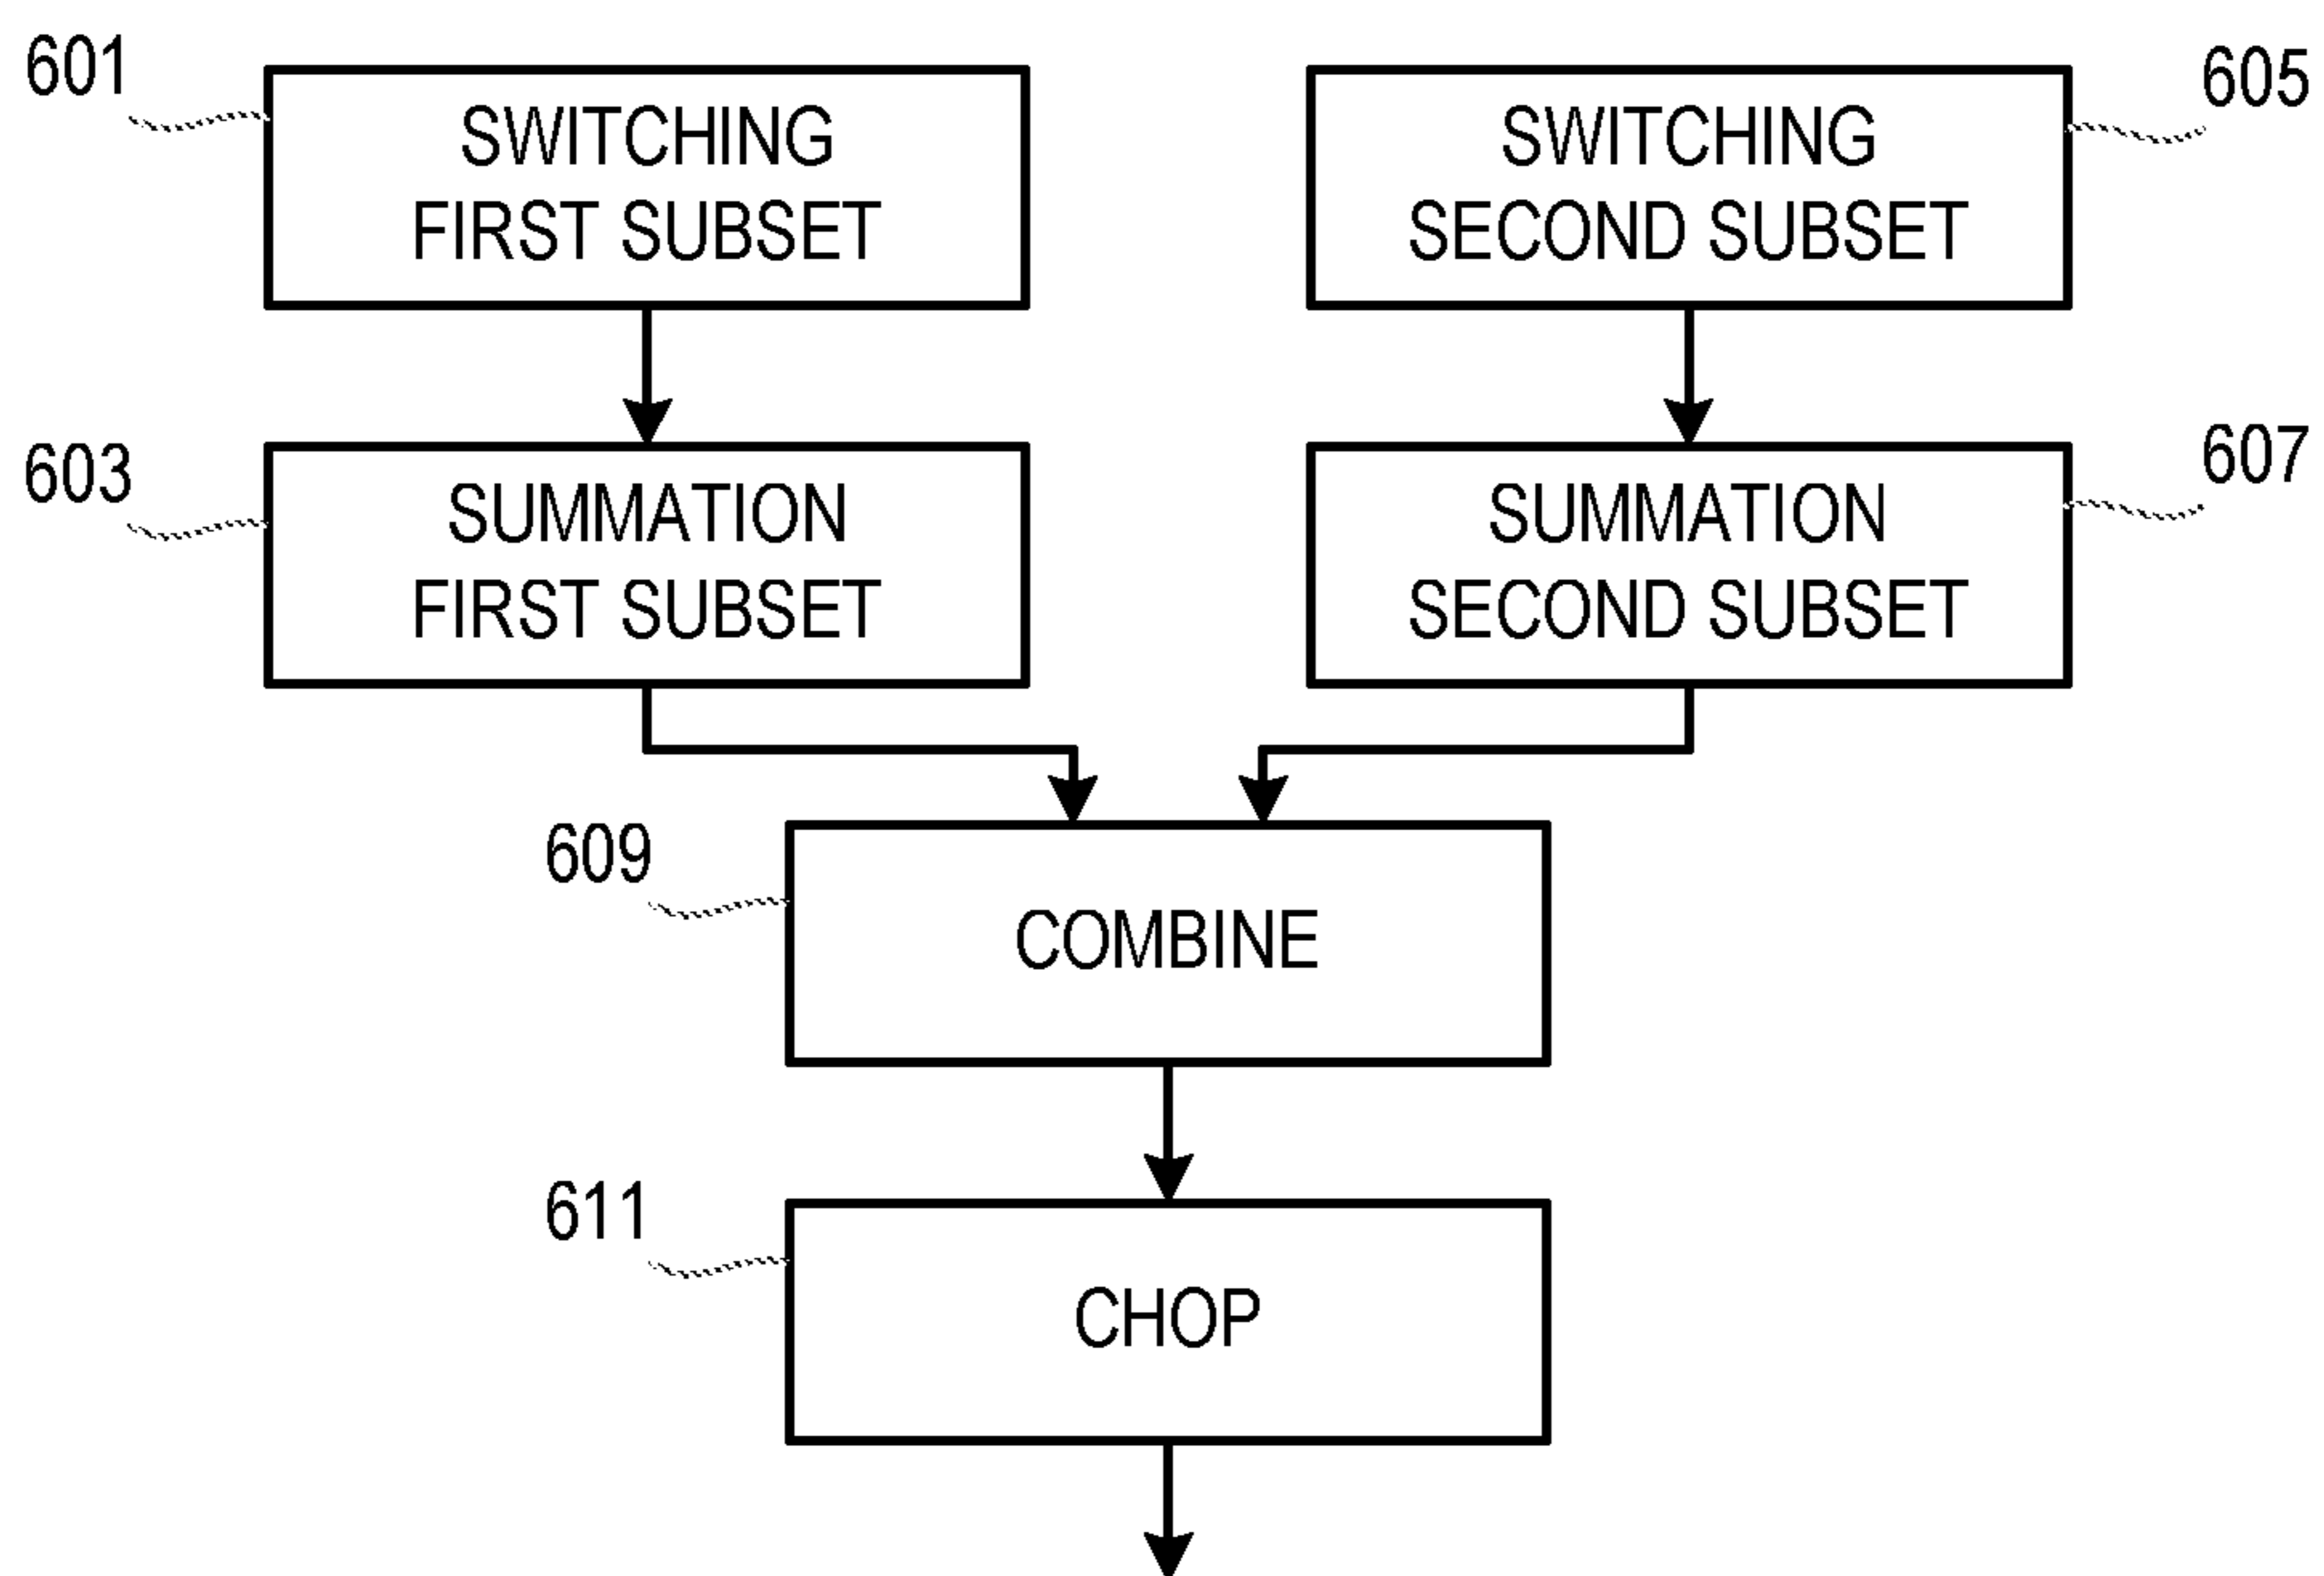 601
SWITCHING
FIRST SUBSET
605
SWITCHING
SECOND SUBSET
603
SUMMATION
FIRST SUBSET
607
SUMMATION
SECOND SUBSET
609
COMBINE
611
CHOP